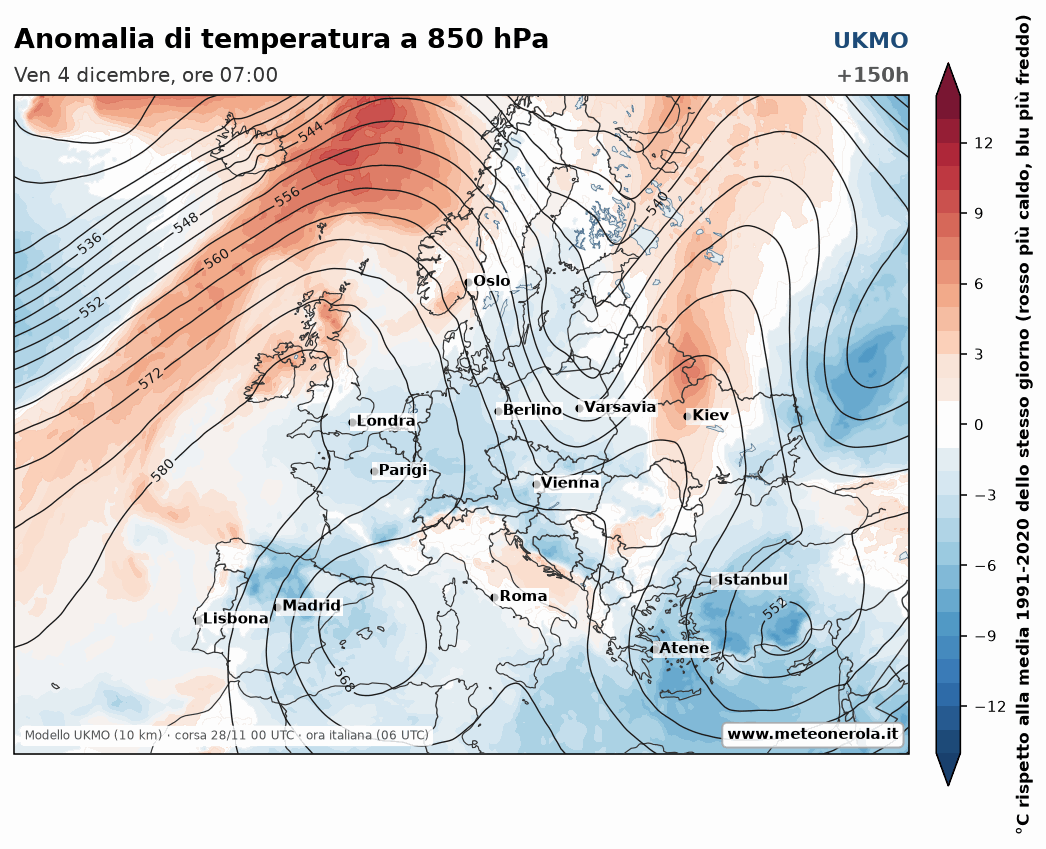 Anomalia di temperatura a 850 hPa
UKMO
Ven 4 dicembre, ore 07:00
+150h
544
556
548
536
560
552
572
580
540
568
552
Oslo
Berlino
Varsavia
Kiev
Londra
Parigi
Vienna
Istanbul
Roma
Madrid
Lisbona
Atene
Modello UKMO (10 km) · corsa 28/11 00 UTC · ora italiana (06 UTC)
www.meteonerola.it
12
9
6
3
0
−3
−6
−9
−12
°C rispetto alla media 1991-2020 dello stesso giorno (rosso più caldo, blu più freddo)